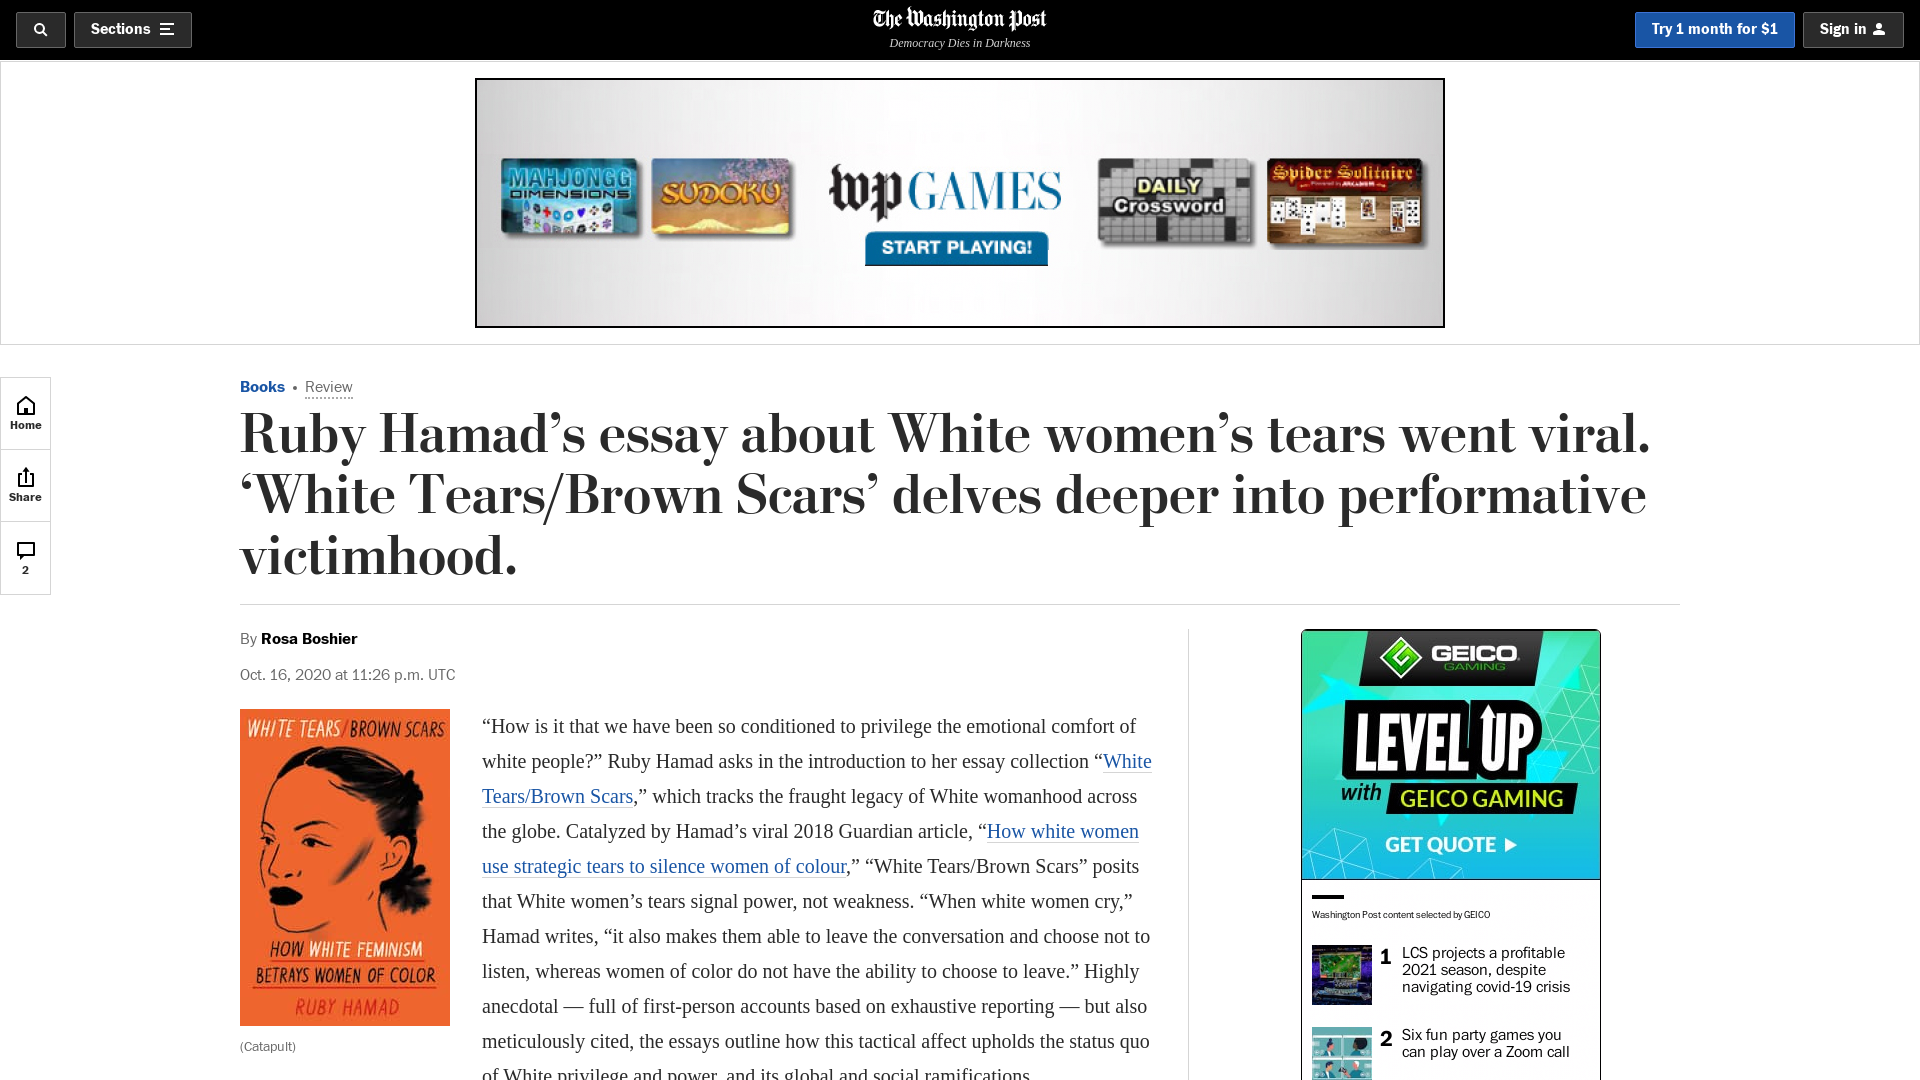 Sections
The Washington Post
Democracy Dies in Darkness
Try 1 month for $1
Sign in
MAHJONGG
DIMENSIONS
SUDOKU
wp GAMES
START PLAYING!
DAILY
Crossword
Spider Solitaire
Home
Share
2
Books • Review
Ruby Hamad’s essay about White women’s tears went viral.
‘White Tears/Brown Scars’ delves deeper into performative
victimhood.
By Rosa Boshier
Oct. 16, 2020 at 11:26 p.m. UTC
WHITE TEARS/BROWN SCARS
HOW WHITE FEMINISM
BETRAYS WOMEN OF COLOR
RUBY HAMAD
(Catapult)
“How is it that we have been so conditioned to privilege the emotional comfort of
white people?” Ruby Hamad asks in the introduction to her essay collection “White
Tears/Brown Scars,” which tracks the fraught legacy of White womanhood across
the globe. Catalyzed by Hamad’s viral 2018 Guardian article, “How white women
use strategic tears to silence women of colour,” “White Tears/Brown Scars” posits
that White women’s tears signal power, not weakness. “When white women cry,”
Hamad writes, “it also makes them able to leave the conversation and choose not to
listen, whereas women of color do not have the ability to choose to leave.” Highly
anecdotal — full of first-person accounts based on exhaustive reporting — but also
meticulously cited, the essays outline how this tactical affect upholds the status quo
of White privilege and power, and its global and social ramifications.
GEICO
GAMING
LEVEL UP
with GEICO GAMING
GET QUOTE
Washington Post content selected by GEICO
1 LCS projects a profitable
2021 season, despite
navigating covid-19 crisis
2 Six fun party games you
can play over a Zoom call